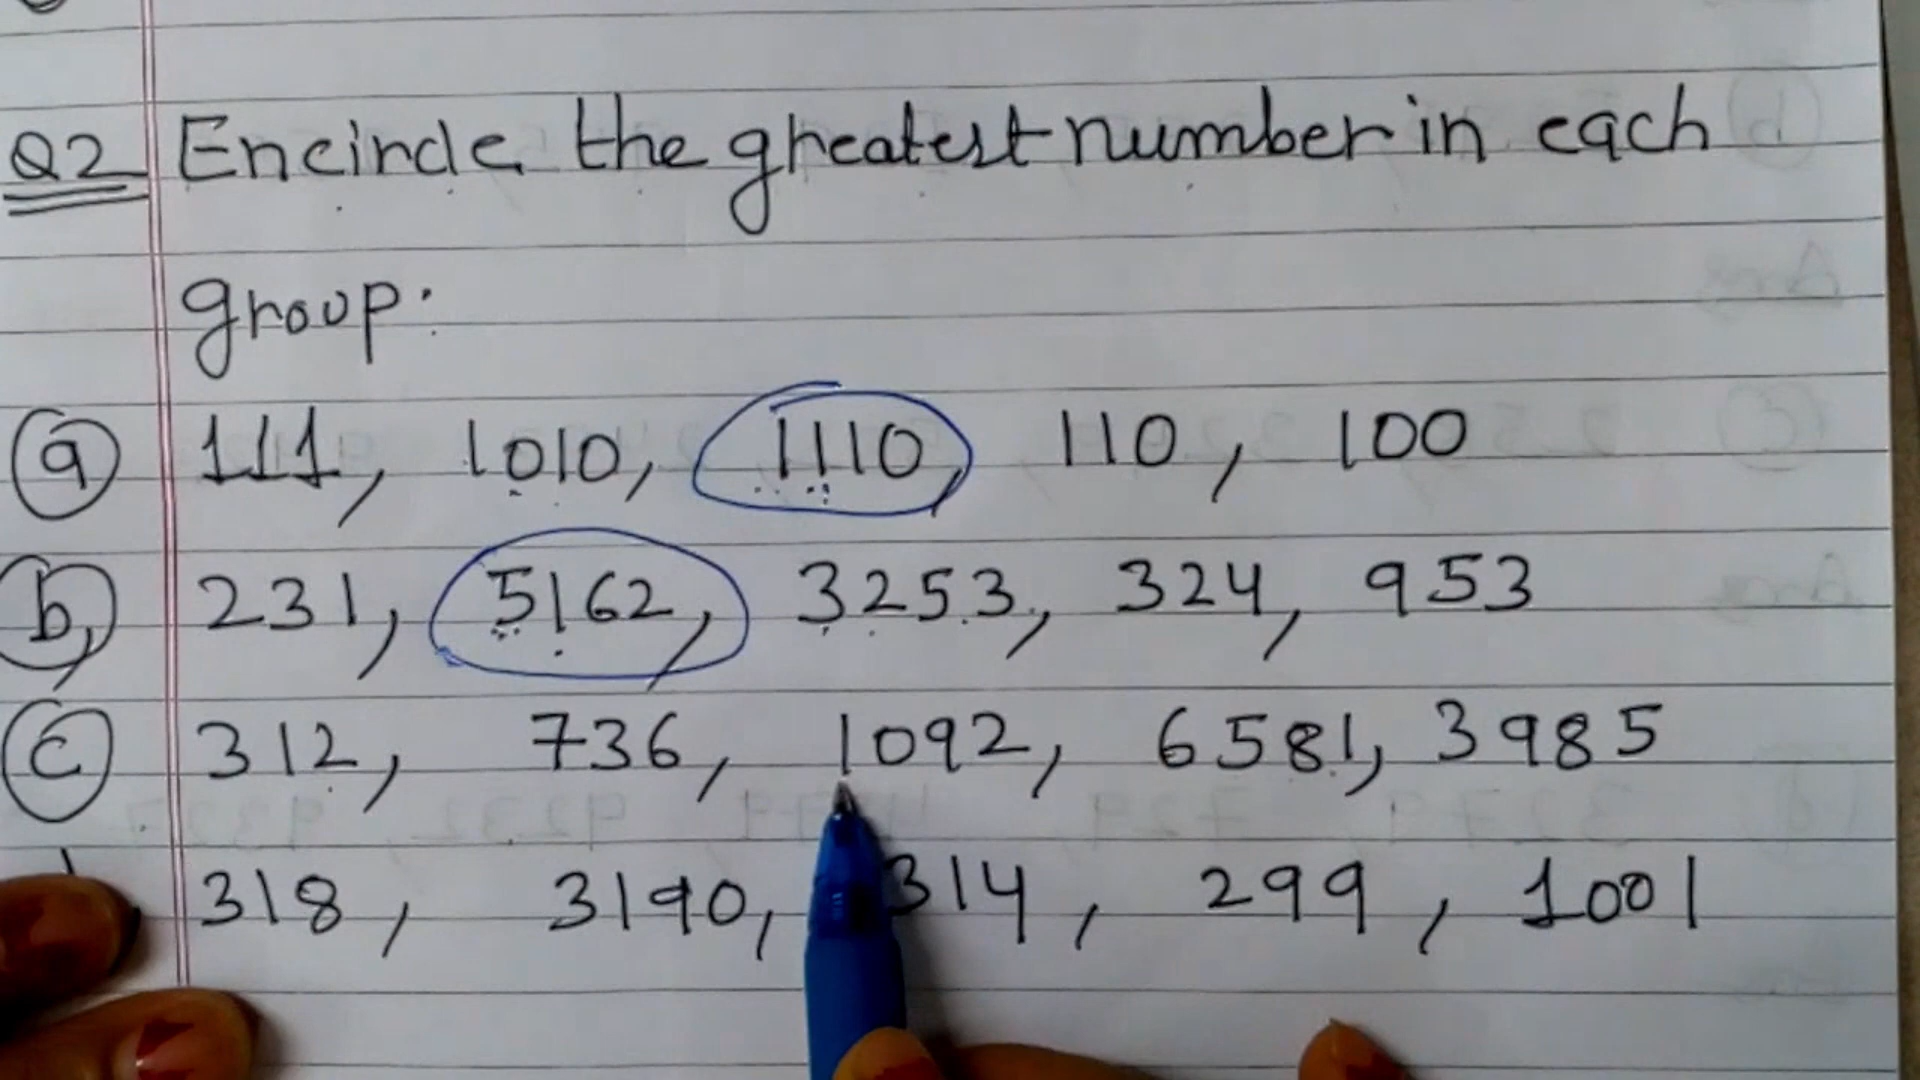 Q2 Encircle the greatest number in each
group:
a 111, 1010, 1110, 110, 100
b, 231, 5162, 3253, 324, 953
c 312, 736, 1092, 6581, 3985
318, 3190, 314, 299, 1001